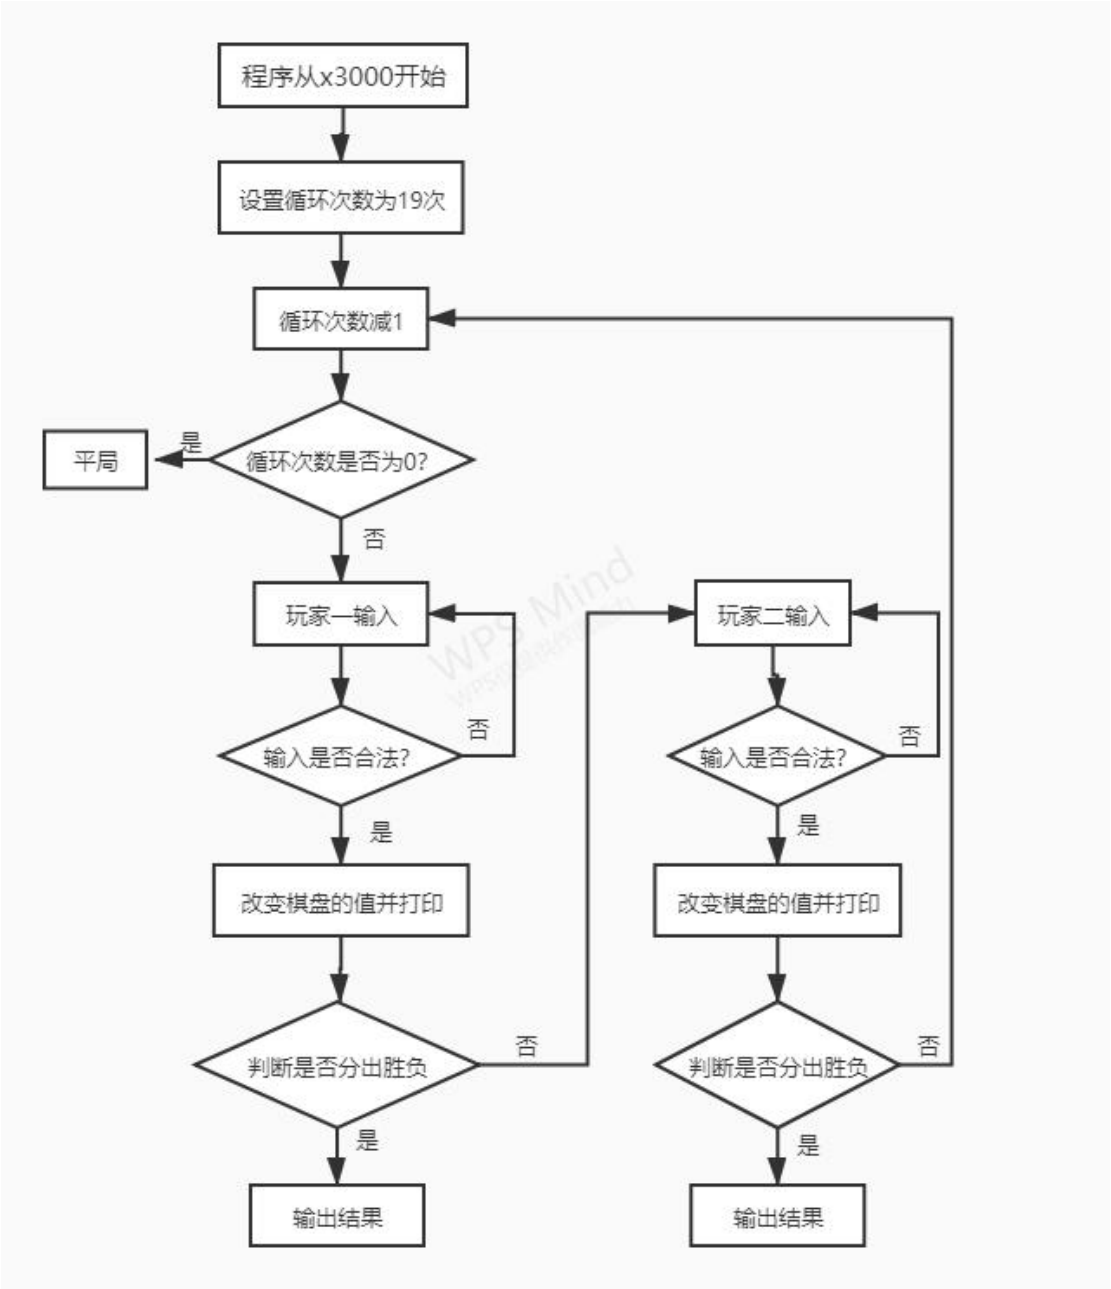 程序从x3000开始
设置循环次数为19次
循环次数减1
循环次数是否为0?
是
平局
否
玩家一输入
玩家二输入
输入是否合法?
否
输入是否合法?
否
是
是
改变棋盘的值并打印
改变棋盘的值并打印
判断是否分出胜负
否
判断是否分出胜负
否
是
是
输出结果
输出结果
WPS Mind